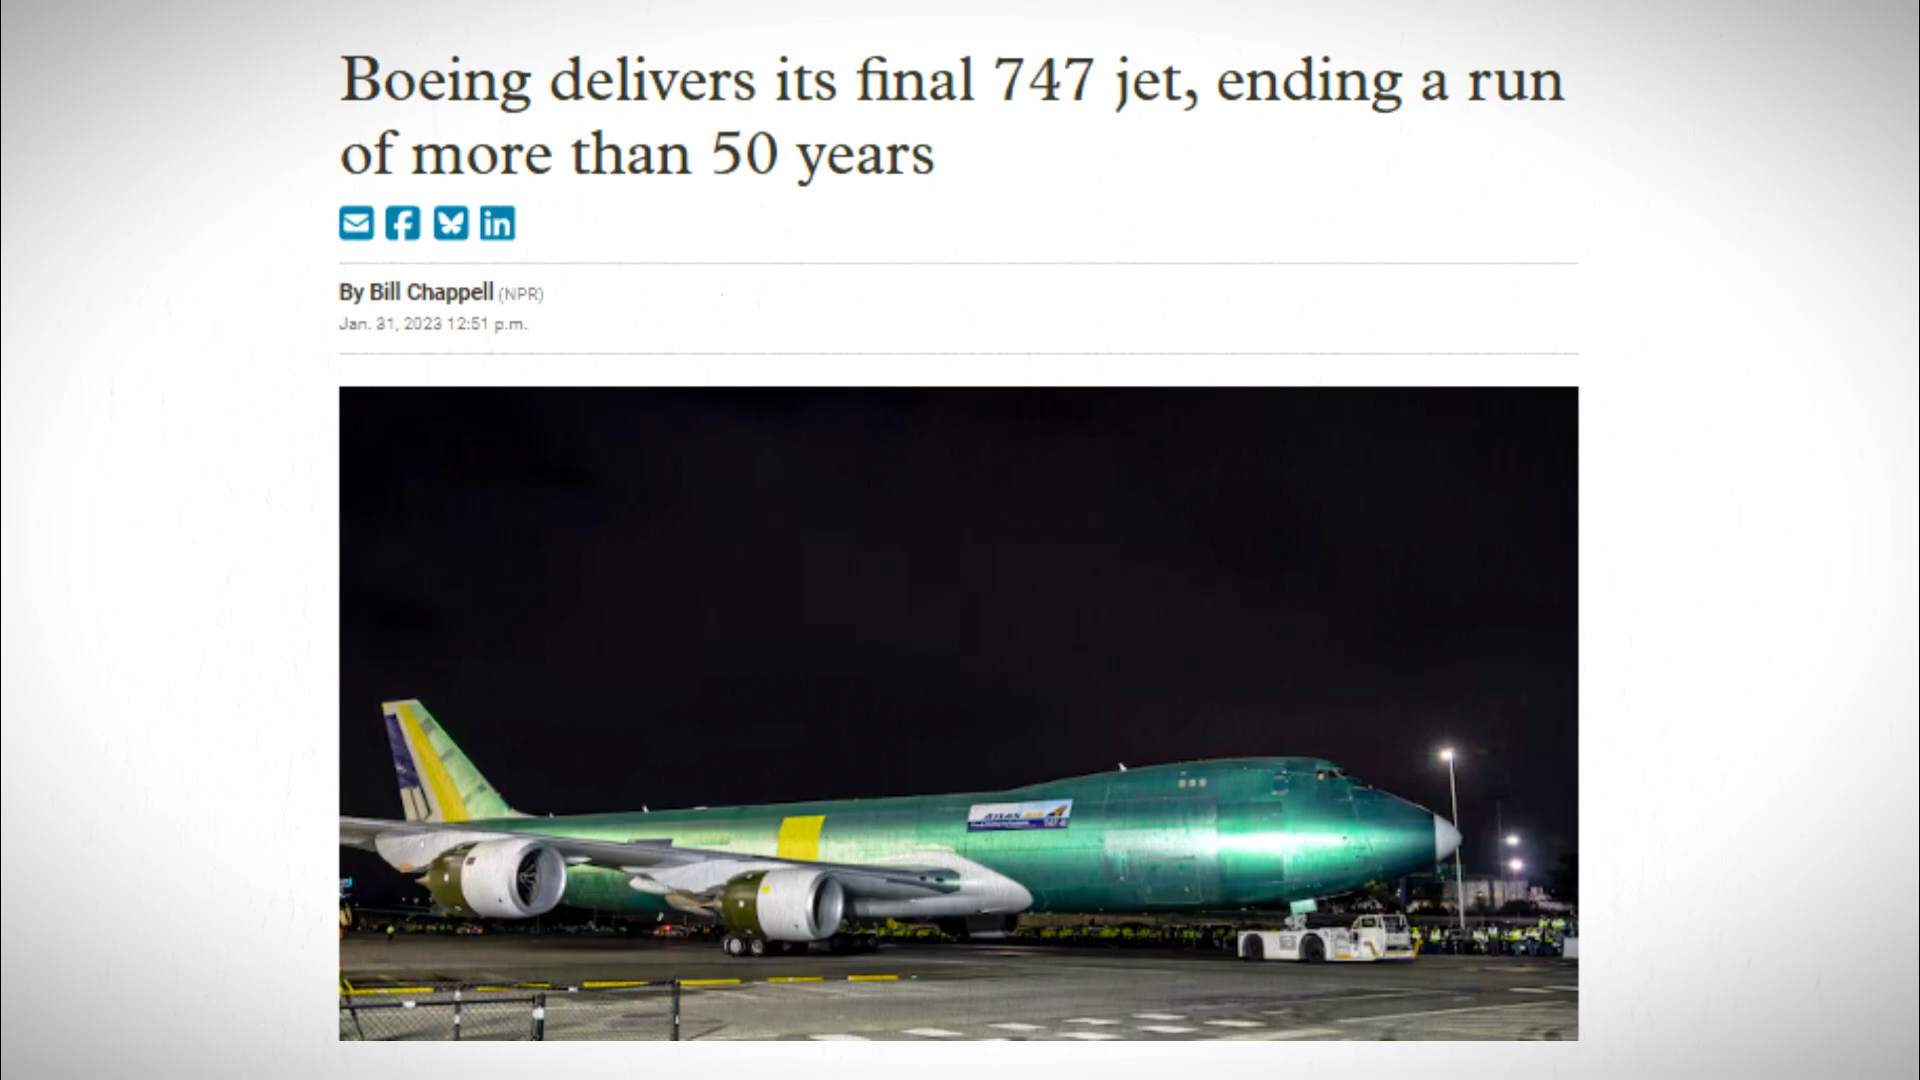 Boeing delivers its final 747 jet, ending a run
of more than 50 years
By Bill Chappell (NPR)
Jan. 31, 2023 12:51 p.m.